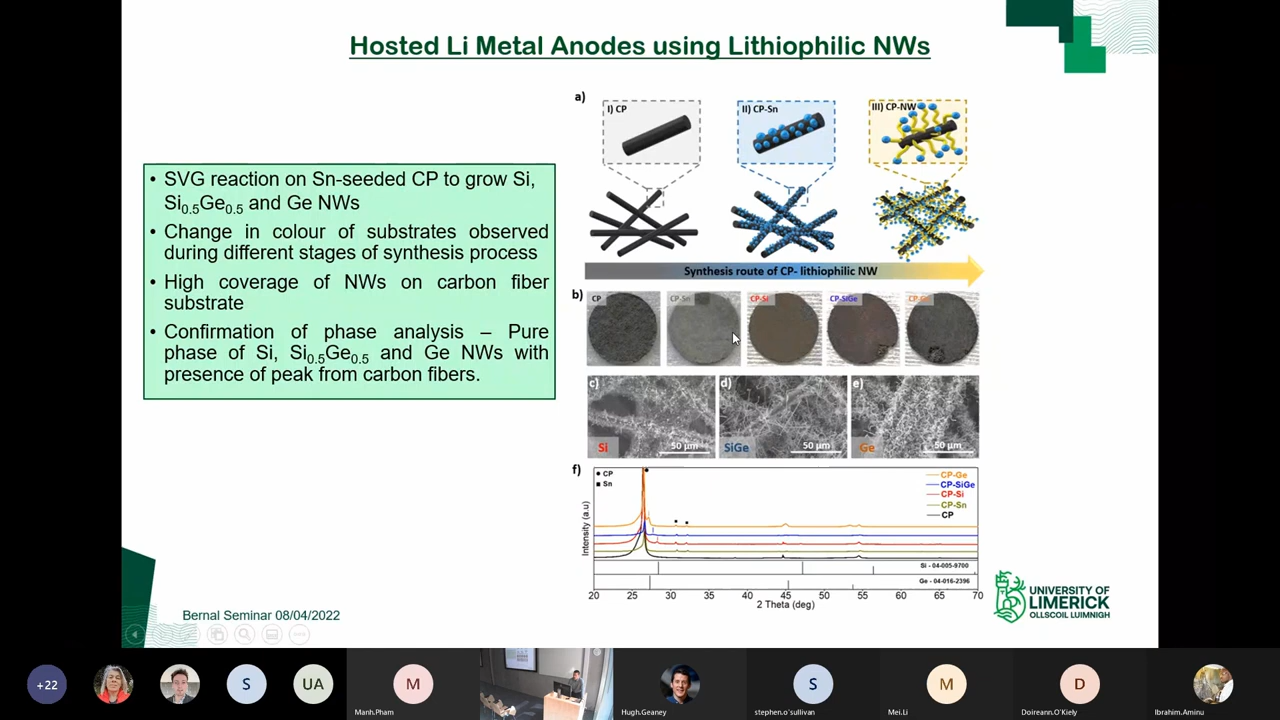 Hosted Li Metal Anodes using Lithiophilic NWs
• SVG reaction on Sn-seeded CP to grow Si,
Si0.5Ge0.5 and Ge NWs
• Change in colour of substrates observed
during different stages of synthesis process
• High coverage of NWs on carbon fiber
substrate
• Confirmation of phase analysis – Pure
phase of Si, Si0.5Ge0.5 and Ge NWs with
presence of peak from carbon fibers.
a)
I) CP
II) CP-Sn
III) CP-NW
Synthesis route of CP- lithiophilic NW
b)
CP
CP-Sn
CP-Si
CP-SiGe
c)
d)
e)
Si
50 µm
SiGe
50 µm
Ge
50 µm
f)
• CP
▪ Sn
CP-Ge
CP-SiGe
CP-Si
CP-Sn
CP
Intensity (a.u)
Si - 04-005-9700
Ge - 04-016-2396
20 25 30 35 40 45 50 55 60 65 70
2 Theta (deg)
Bernal Seminar 08/04/2022
UNIVERSITY OF
LIMERICK
OLLSCOIL LUIMNIGH
+22
S
UA
M
S
M
D
Manh.Pham
Hugh.Geaney
stephen.o'sullivan
Mei.Li
Doireann.O'Kiely
Ibrahim.Aminu